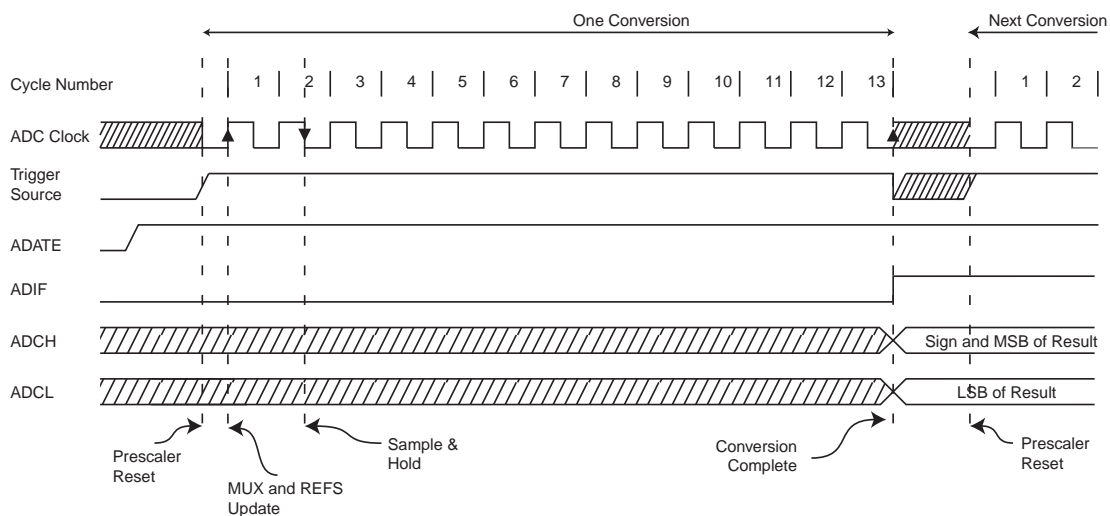 One Conversion
Next Conversion
Cycle Number
1 2 3 4 5 6 7 8 9 10 11 12 13 1 2
ADC Clock
Trigger
Source
ADATE
ADIF
ADCH
Sign and MSB of Result
ADCL
LSB of Result
Prescaler
Reset
MUX and REFS
Update
Sample &
Hold
Conversion
Complete
Prescaler
Reset